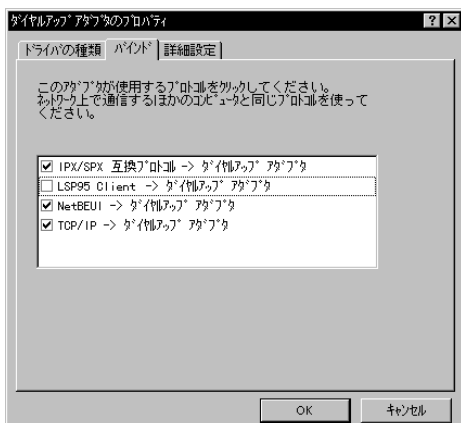 ﾀﾞｲﾔﾙｱｯﾌﾟ ｱﾀﾞﾌﾟﾀのﾌﾟﾛﾊﾟﾃｨ
ﾄﾞﾗｲﾊﾞの種類 ﾊﾞｲﾝﾄﾞ 詳細設定
このｱﾀﾞﾌﾟﾀが使用するﾌﾟﾛﾄｺﾙをｸﾘｯｸしてください。
ﾈｯﾄﾜｰｸ上で通信するほかのｺﾝﾋﾟｭｰﾀと同じﾌﾟﾛﾄｺﾙを使って
ください。
IPX/SPX 互換ﾌﾟﾛﾄｺﾙ -> ﾀﾞｲﾔﾙｱｯﾌﾟ ｱﾀﾞﾌﾟﾀ
LSP95 Client -> ﾀﾞｲﾔﾙｱｯﾌﾟ ｱﾀﾞﾌﾟﾀ
NetBEUI -> ﾀﾞｲﾔﾙｱｯﾌﾟ ｱﾀﾞﾌﾟﾀ
TCP/IP -> ﾀﾞｲﾔﾙｱｯﾌﾟ ｱﾀﾞﾌﾟﾀ
OK ｷｬﾝｾﾙ